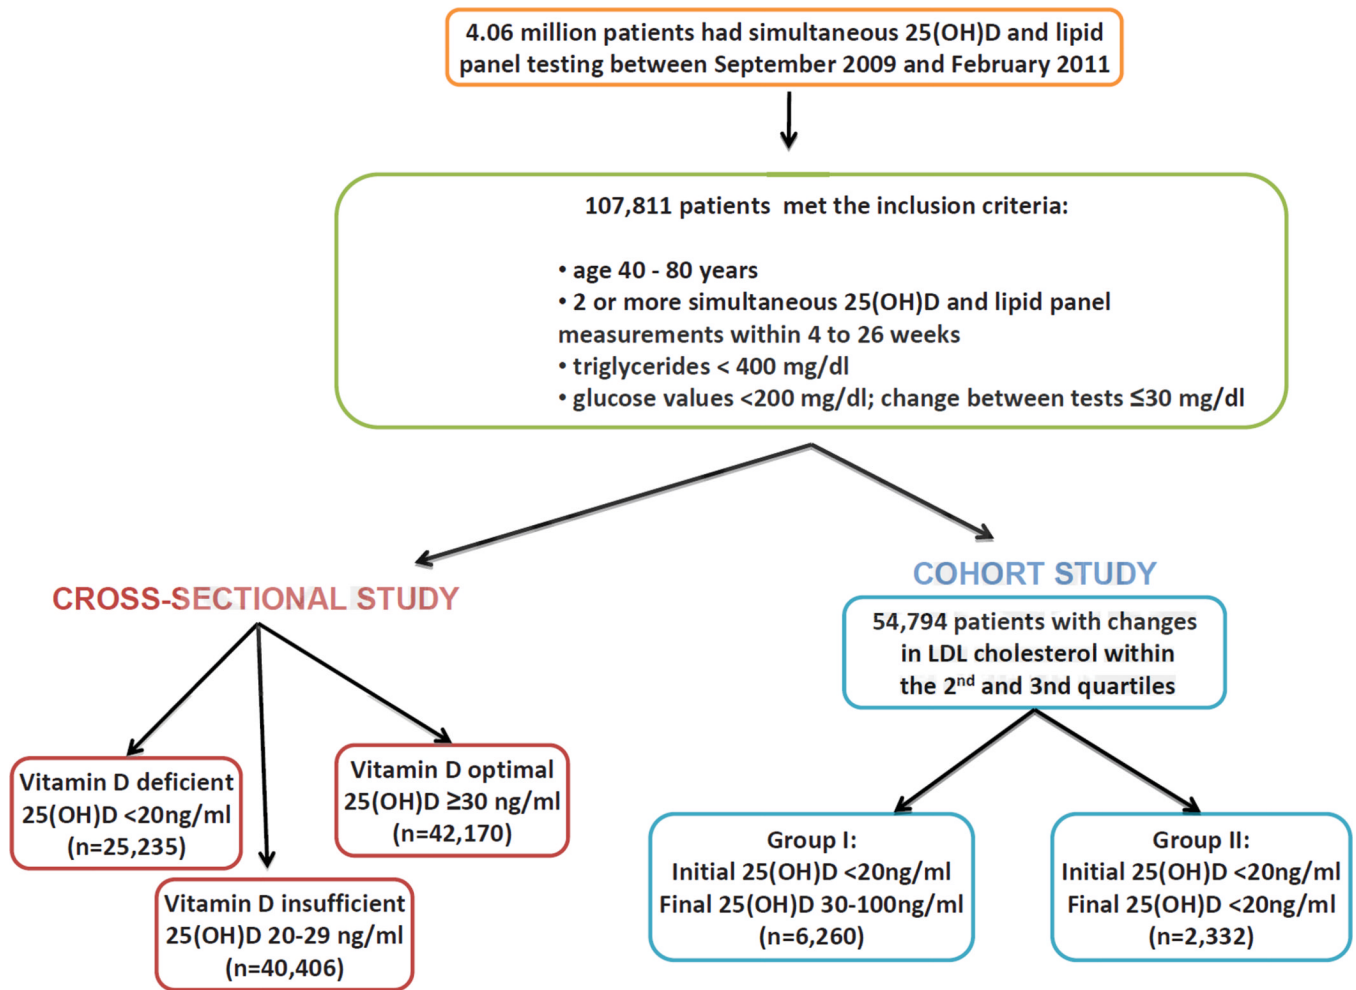 4.06 million patients had simultaneous 25(OH)D and lipid
panel testing between September 2009 and February 2011
107,811 patients met the inclusion criteria:
• age 40 - 80 years
• 2 or more simultaneous 25(OH)D and lipid panel
measurements within 4 to 26 weeks
• triglycerides < 400 mg/dl
• glucose values <200 mg/dl; change between tests ≤30 mg/dl
CROSS-SECTIONAL STUDY
Vitamin D deficient
25(OH)D <20ng/ml
(n=25,235)
Vitamin D insufficient
25(OH)D 20-29 ng/ml
(n=40,406)
Vitamin D optimal
25(OH)D ≥30 ng/ml
(n=42,170)
COHORT STUDY
54,794 patients with changes
in LDL cholesterol within
the 2nd and 3nd quartiles
Group I:
Initial 25(OH)D <20ng/ml
Final 25(OH)D 30-100ng/ml
(n=6,260)
Group II:
Initial 25(OH)D <20ng/ml
Final 25(OH)D <20ng/ml
(n=2,332)